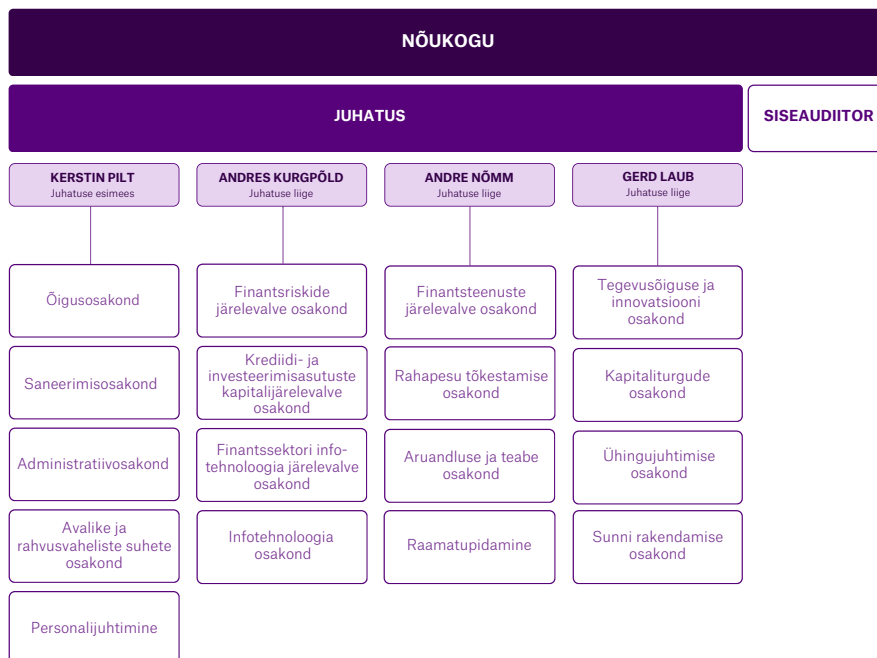 NÕUKOGU
JUHATUS
SISEAUDIITOR
KERSTIN PILT
Juhatuse esimees
ANDRES KURGPÕLD
Juhatuse liige
ANDRE NÕMM
Juhatuse liige
GERD LAUB
Juhatuse liige
Õigusosakond
Saneerimisosakond
Administratiivosakond
Avalike ja
rahvusvaheliste suhete
osakond
Personalijuhtimine
Finantsriskide
järelevalve osakond
Krediidi- ja
investeerimisasutuste
kapitalijärelevalve
osakond
Finantssektori info-
tehnoloogia järelevalve
osakond
Infotehnoloogia
osakond
Finantsteenuste
järelevalve osakond
Rahapesu tõkestamise
osakond
Aruandluse ja teabe
osakond
Raamatupidamine
Tegevusõiguse ja
innovatsiooni
osakond
Kapitaliturgude
osakond
Ühingujuhtimise
osakond
Sunni rakendamise
osakond